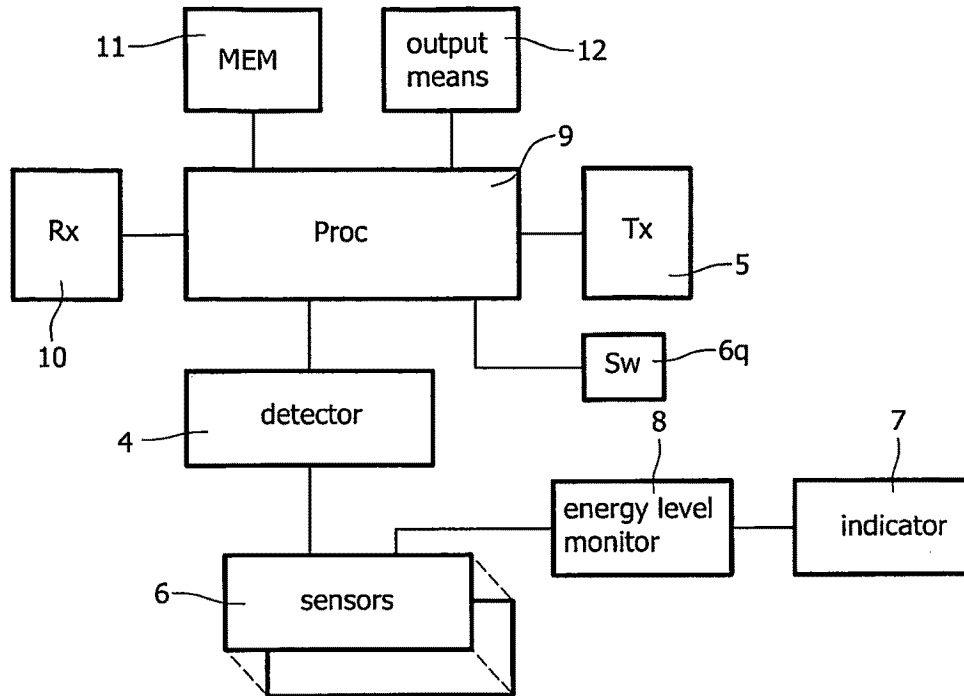 11
MEM
output
means
12
9
Rx
Proc
Tx
5
10
Sw
6q
detector
4
8
7
energy level
monitor
indicator
6
sensors